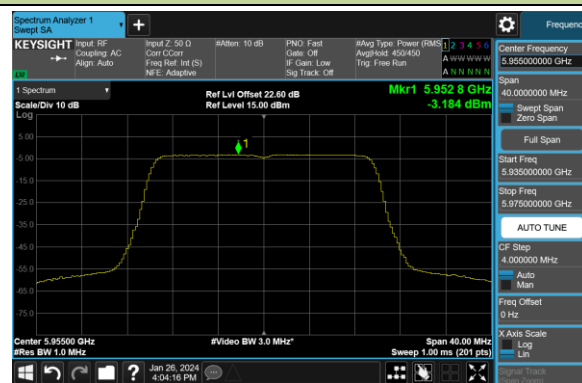 Spectrum Analyzer 1
Swept SA
Frequency
KEYSIGHT
Input: RF
Coupling: AC
Align: Auto
Input Z: 50 Ω
Corr CCorr
Freq Ref: Int (S)
NFE: Adaptive
#Atten: 10 dB
PNO: Fast
Gate: Off
IF Gain: Low
Sig Track: Off
#Avg Type: Power (RMS)
Avg|Hold: 450/450
Trig: Free Run
1 2 3 4 5 6
A W W W W W
A N N N N N
LXI
1 Spectrum
Scale/Div 10 dB
Log
Ref Lvl Offset 22.60 dB
Ref Level 15.00 dBm
Mkr1 5.952 8 GHz
-3.184 dBm
1
5.00
-5.00
-15.0
-25.0
-35.0
-45.0
-55.0
-65.0
-75.0
Center 5.95500 GHz
#Res BW 1.0 MHz
#Video BW 3.0 MHz*
Span 40.00 MHz
Sweep 1.00 ms (201 pts)
Center Frequency
5.955000000 GHz
Span
40.0000000 MHz
Swept Span
Zero Span
Full Span
Start Freq
5.935000000 GHz
Stop Freq
5.975000000 GHz
AUTO TUNE
CF Step
4.000000 MHz
Auto
Man
Freq Offset
0 Hz
X Axis Scale
Log
Lin
Signal Track
Jan 26, 2024
4:04:16 PM